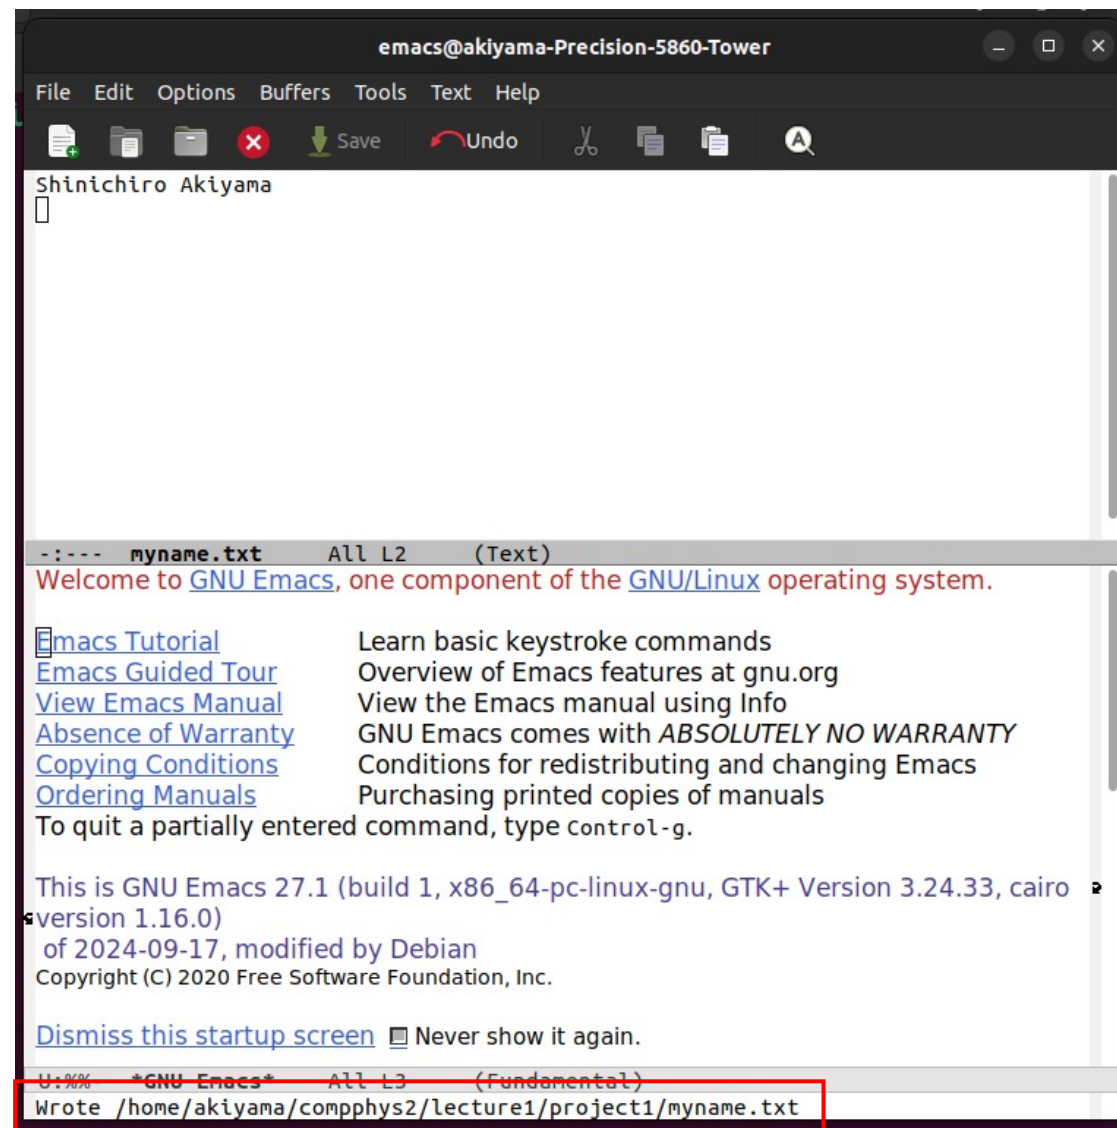 emacs@akiyama-Precision-5860-Tower
File Edit Options Buffers Tools Text Help
Save Undo
Shinichiro Akiyama
-:--- myname.txt All L2 (Text)
Welcome to GNU Emacs, one component of the GNU/Linux operating system.
Emacs Tutorial Learn basic keystroke commands
Emacs Guided Tour Overview of Emacs features at gnu.org
View Emacs Manual View the Emacs manual using Info
Absence of Warranty GNU Emacs comes with ABSOLUTELY NO WARRANTY
Copying Conditions Conditions for redistributing and changing Emacs
Ordering Manuals Purchasing printed copies of manuals
To quit a partially entered command, type Control-g.
This is GNU Emacs 27.1 (build 1, x86_64-pc-linux-gnu, GTK+ Version 3.24.33, cairo
version 1.16.0)
of 2024-09-17, modified by Debian
Copyright (C) 2020 Free Software Foundation, Inc.
Dismiss this startup screen Never show it again.
U:%%- *GNU Emacs* All L3 (Fundamental)
Wrote /home/akiyama/compphys2/lecture1/project1/myname.txt